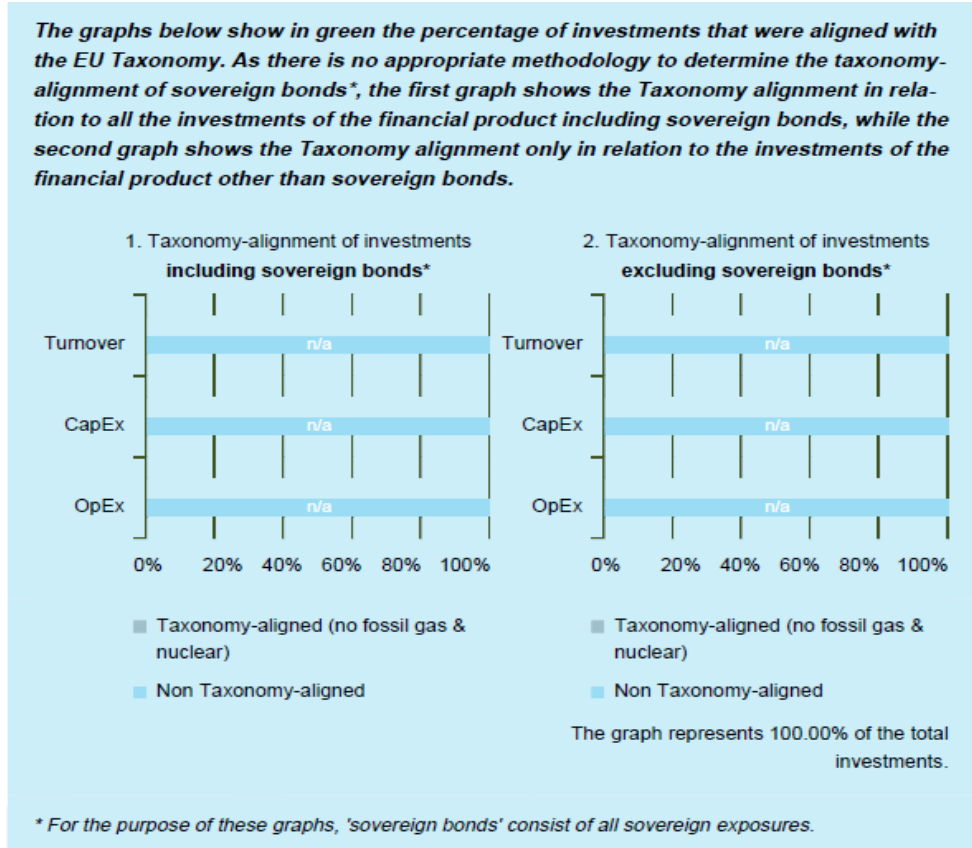 The graphs below show in green the percentage of investments that were aligned with
the EU Taxonomy. As there is no appropriate methodology to determine the taxonomy-
alignment of sovereign bonds*, the first graph shows the Taxonomy alignment in rela-
tion to all the investments of the financial product including sovereign bonds, while the
second graph shows the Taxonomy alignment only in relation to the investments of the
financial product other than sovereign bonds.
1. Taxonomy-alignment of investments
including sovereign bonds*
Turnover
n/a
CapEx
n/a
OpEx
n/a
0% 20% 40% 60% 80% 100%
Taxonomy-aligned (no fossil gas &
nuclear)
Non Taxonomy-aligned
2. Taxonomy-alignment of investments
excluding sovereign bonds*
Turnover
n/a
CapEx
n/a
OpEx
n/a
0% 20% 40% 60% 80% 100%
Taxonomy-aligned (no fossil gas &
nuclear)
Non Taxonomy-aligned
The graph represents 100.00% of the total
investments.
* For the purpose of these graphs, 'sovereign bonds' consist of all sovereign exposures.